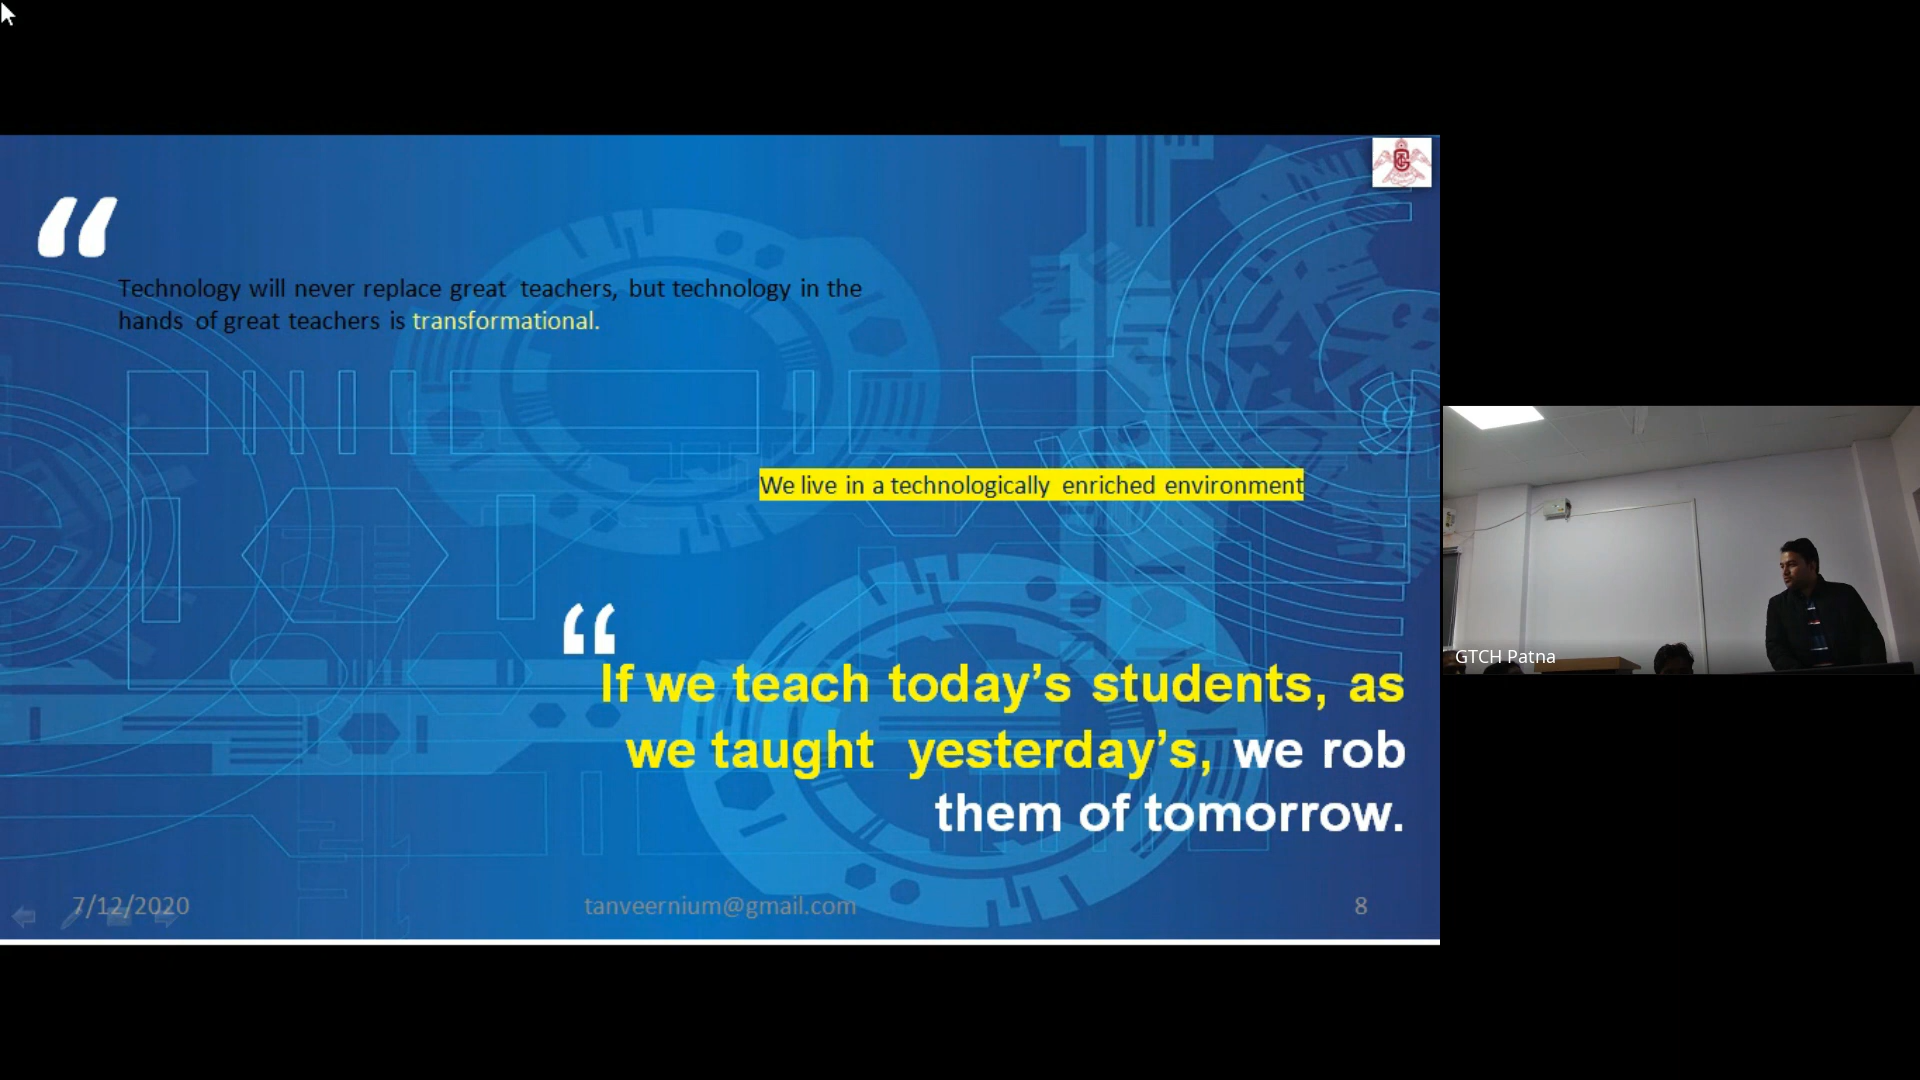 “
Technology will never replace great teachers, but technology in the
hands of great teachers is transformational.
We live in a technologically enriched environment
“
If we teach today’s students, as
we taught yesterday’s, we rob
them of tomorrow.
GTCH Patna
7/12/2020
tanveernium@gmail.com
8